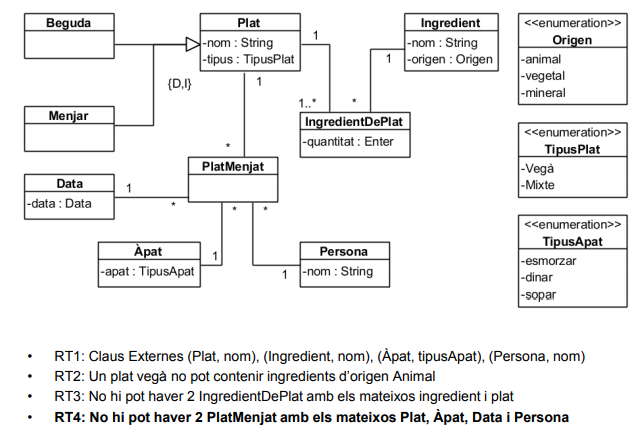 Beguda
Menjar
{D,I}
Plat
-nom : String
-tipus : TipusPlat
1
1
1..*
*
1
Ingredient
-nom : String
-origen : Origen
IngredientDePlat
-quantitat : Enter
*
PlatMenjat
Data
-data : Data
1
*
*
*
Àpat
-apat : TipusApat
1
Persona
-nom : String
1
<<enumeration>>
Origen
-animal
-vegetal
-mineral
<<enumeration>>
TipusPlat
-Vegà
-Mixte
<<enumeration>>
TipusApat
-esmorzar
-dinar
-sopar
• RT1: Claus Externes (Plat, nom), (Ingredient, nom), (Àpat, tipusApat), (Persona, nom)
• RT2: Un plat vegà no pot contenir ingredients d'origen Animal
• RT3: No hi pot haver 2 IngredientDePlat amb els mateixos ingredient i plat
• RT4: No hi pot haver 2 PlatMenjat amb els mateixos Plat, Àpat, Data i Persona